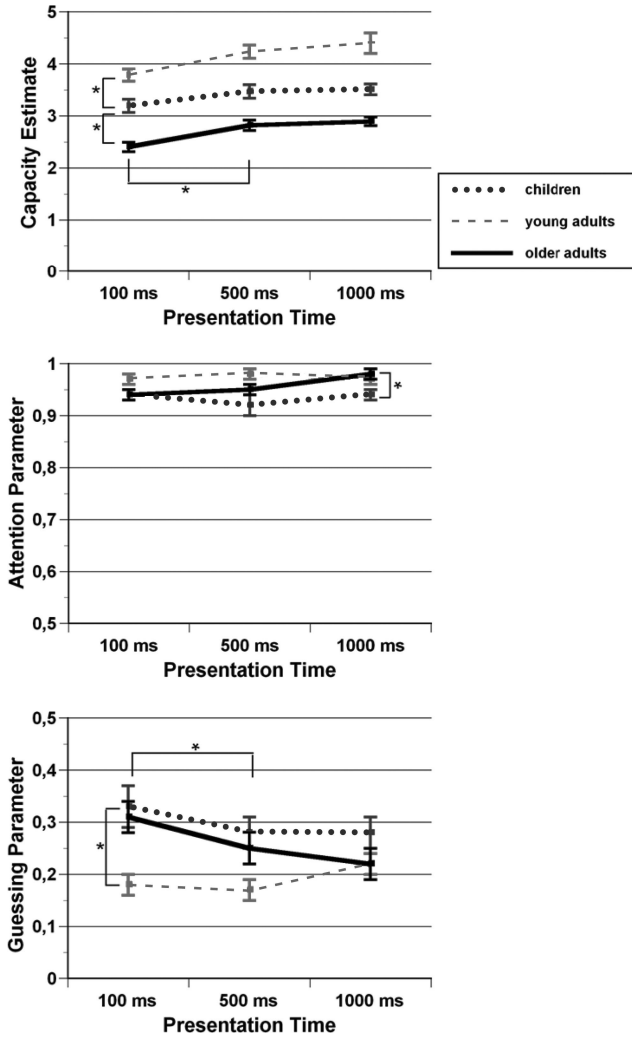 5
4
3
2
1
0
Capacity Estimate
*
*
*
100 ms 500 ms 1000 ms
Presentation Time
children
young adults
older adults
1
0,9
0,8
0,7
0,6
0,5
Attention Parameter
*
100 ms 500 ms 1000 ms
Presentation Time
0,5
0,4
0,3
0,2
0,1
0
Guessing Parameter
*
*
100 ms 500 ms 1000 ms
Presentation Time